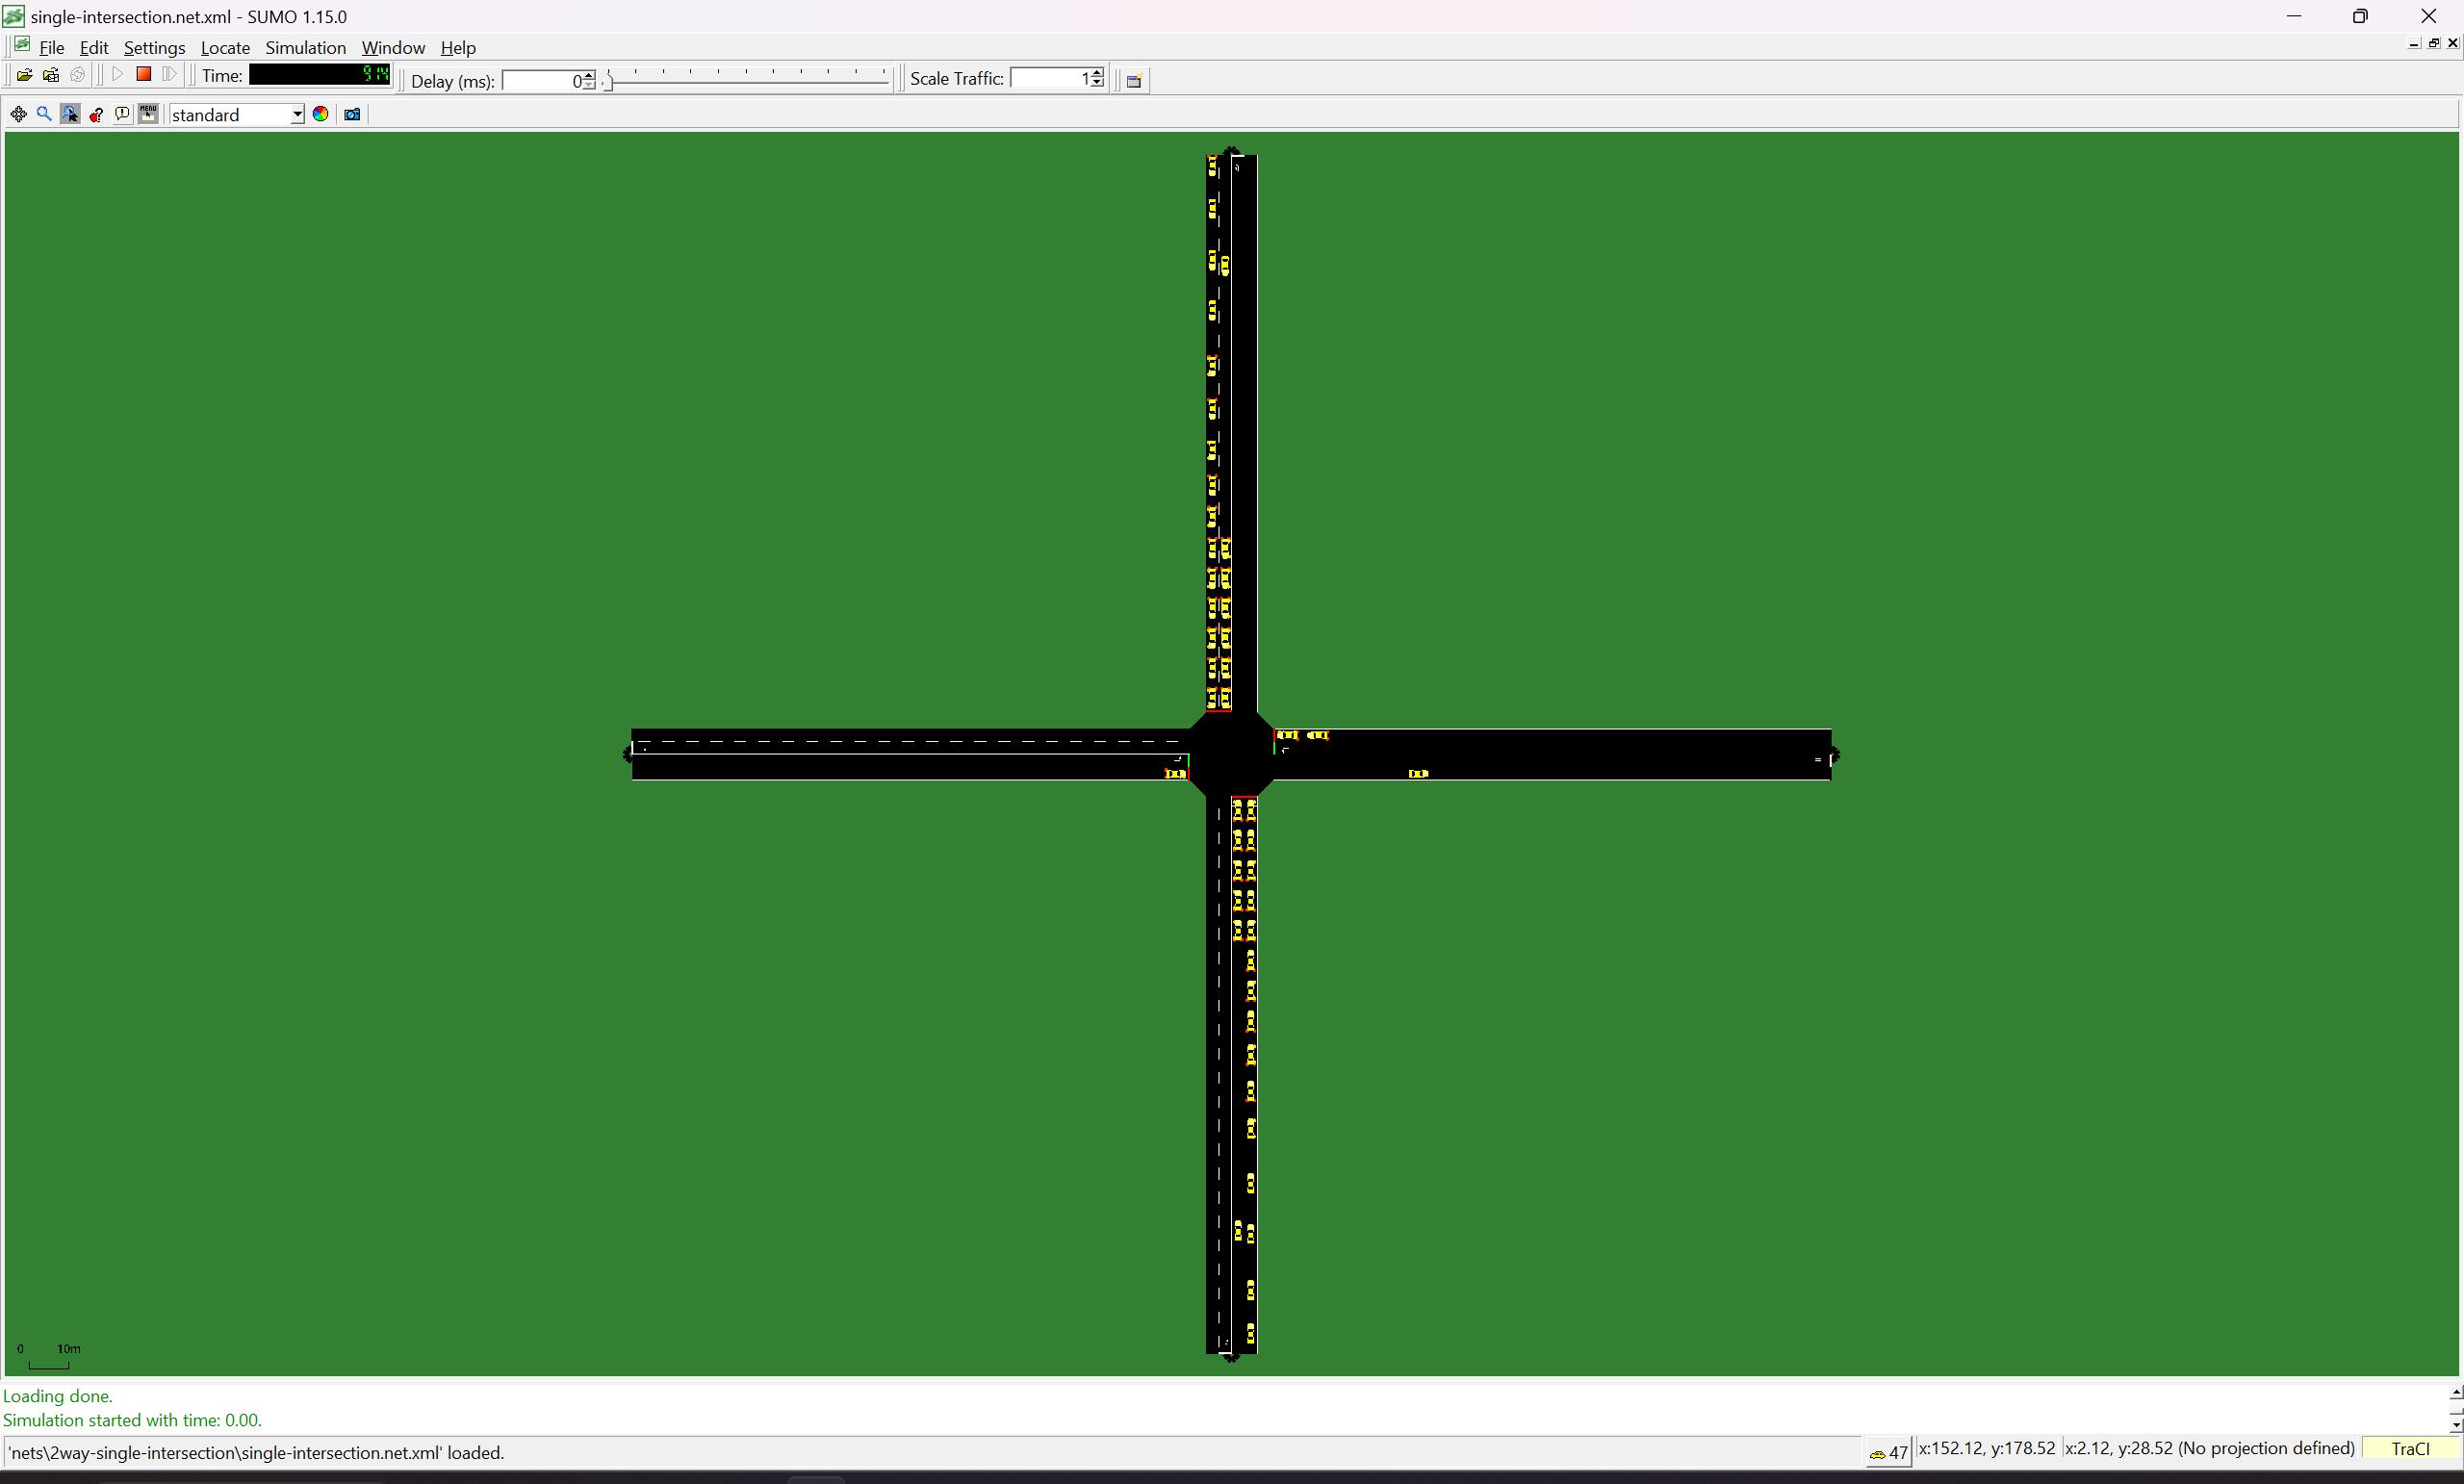 single-intersection.net.xml - SUMO 1.15.0
File Edit Settings Locate Simulation Window Help
Time: 914 Delay (ms): 0 Scale Traffic: 1
MENU standard
0 10m
Loading done.
Simulation started with time: 0.00.
'nets\2way-single-intersection\single-intersection.net.xml' loaded. 47 x:152.12, y:178.52 x:2.12, y:28.52 (No projection defined) TraCI